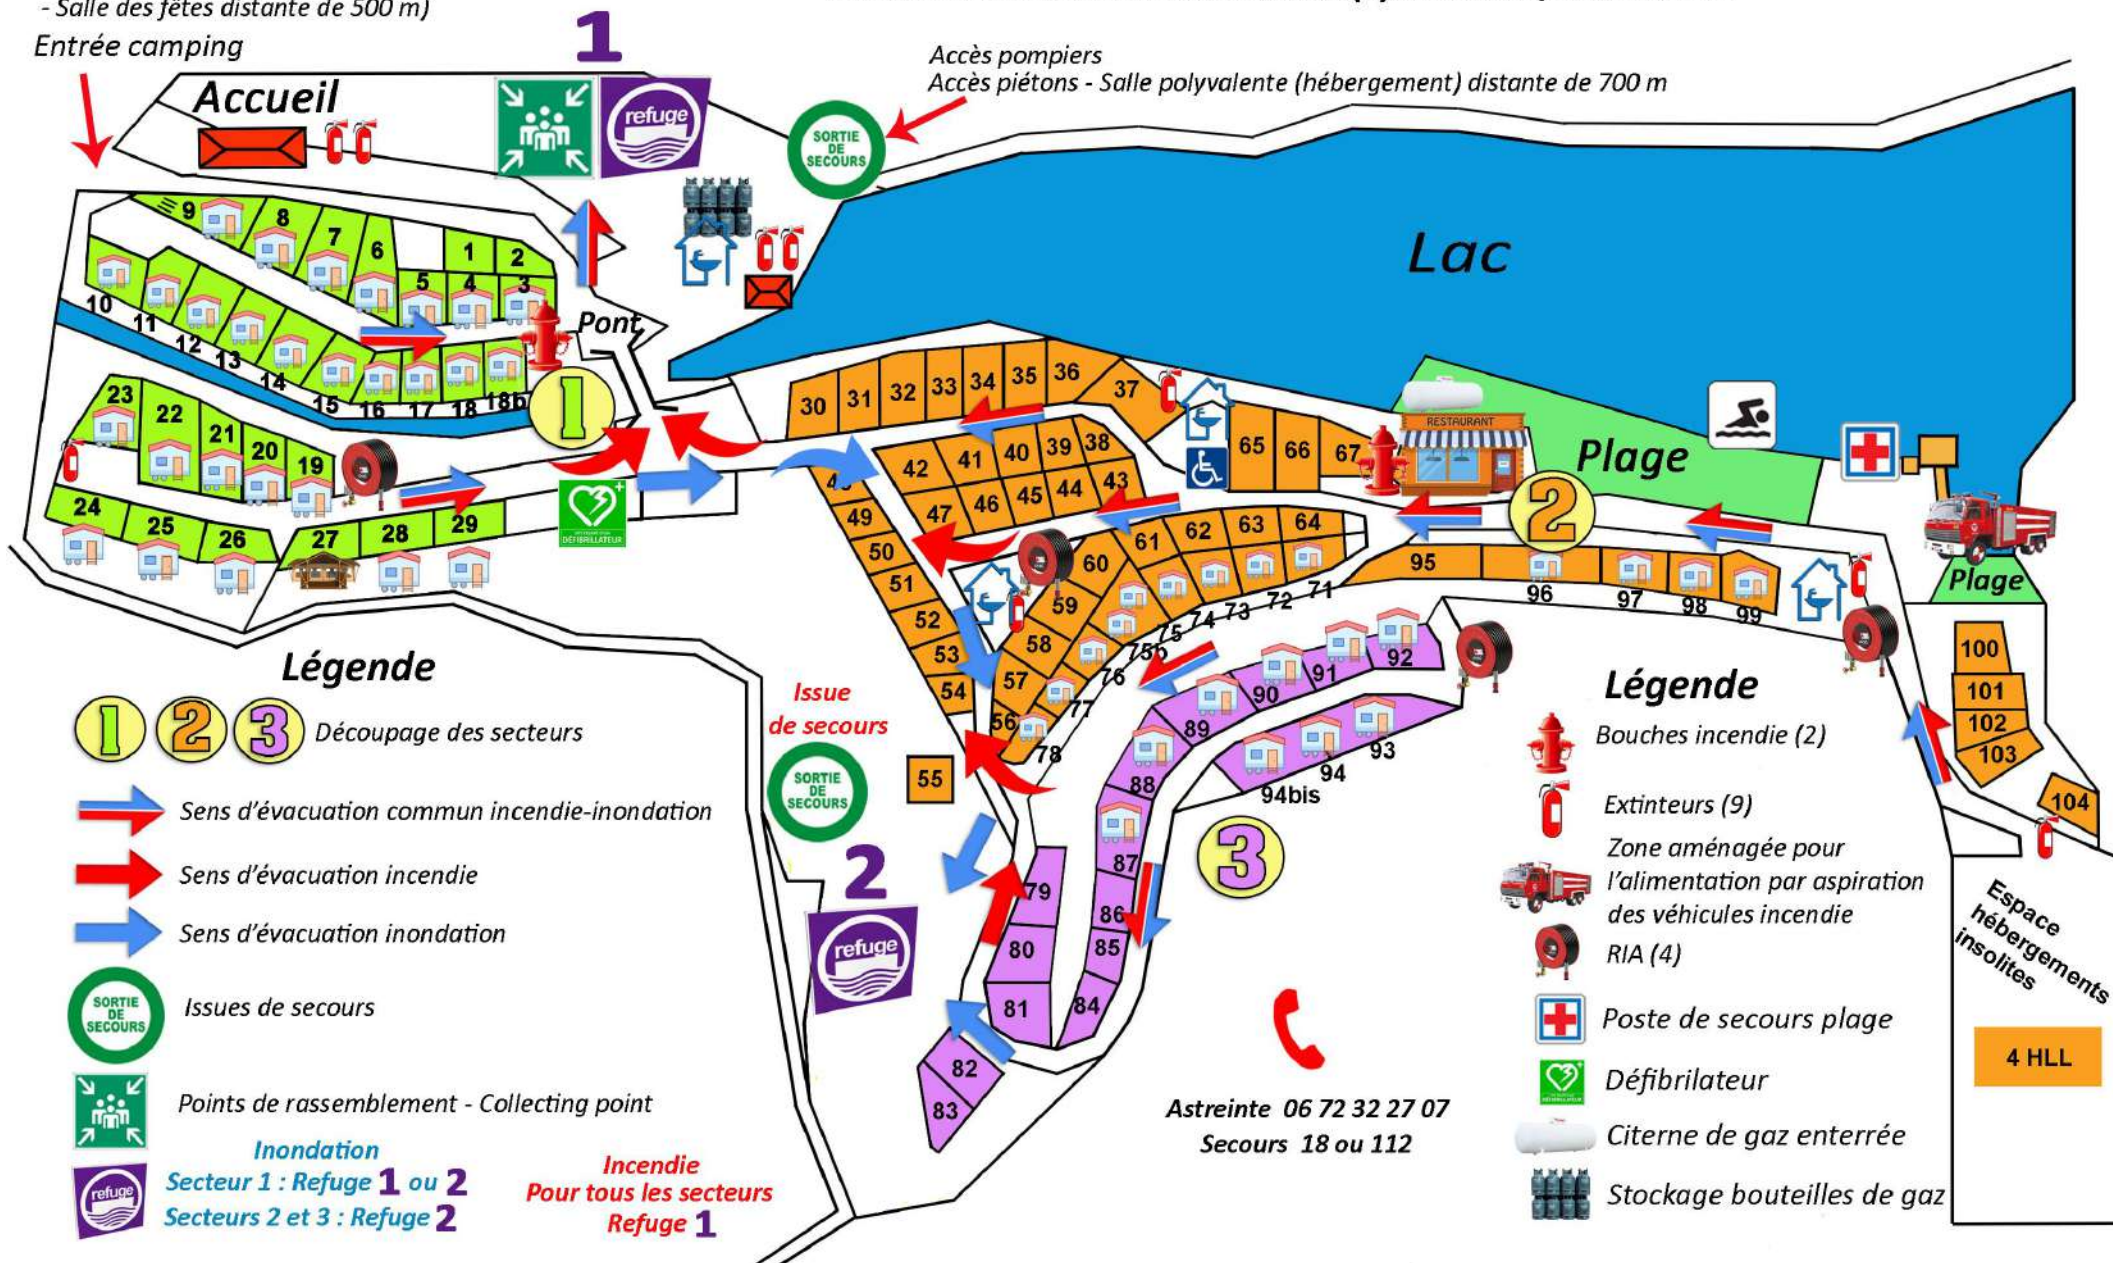 - Salle des fêtes distante de 500 m)
Entrée camping
Accueil
1
refuge
SORTIE
DE
SECOURS
Accès pompiers
Accès piétons - Salle polyvalente (hébergement) distante de 700 m
Lac
9
8
7
6
1
2
5
4
3
10
11
12
13
14
15
16
17
18
18b
Pont
1
23
22
21
20
19
24
25
26
27
28
29
DÉFIBRILLATEUR
30
31
32
33
34
35
36
37
42
41
40
39
38
47
46
45
44
43
49
50
51
52
53
54
55
65
66
67
RESTAURANT
Plage
2
60
61
62
63
64
59
58
57
56
71
72
73
74
75
75b
76
77
78
95
96
97
98
99
Plage
100
101
102
103
104
92
91
90
89
88
87
86
85
84
93
94
94bis
3
79
80
81
82
83
Issue
de secours
SORTIE
DE
SECOURS
2
refuge
Espace
hébergements
insolites
4 HLL
Astreinte 06 72 32 27 07
Secours 18 ou 112
Légende
1 2 3 Découpage des secteurs
Sens d'évacuation commun incendie-inondation
Sens d'évacuation incendie
Sens d'évacuation inondation
SORTIE
DE
SECOURS
Issues de secours
Points de rassemblement - Collecting point
refuge
Inondation
Secteur 1 : Refuge 1 ou 2
Secteurs 2 et 3 : Refuge 2
Incendie
Pour tous les secteurs
Refuge 1
Légende
Bouches incendie (2)
Extinteurs (9)
Zone aménagée pour
l'alimentation par aspiration
des véhicules incendie
RIA (4)
Poste de secours plage
Défibrilateur
Citerne de gaz enterrée
Stockage bouteilles de gaz